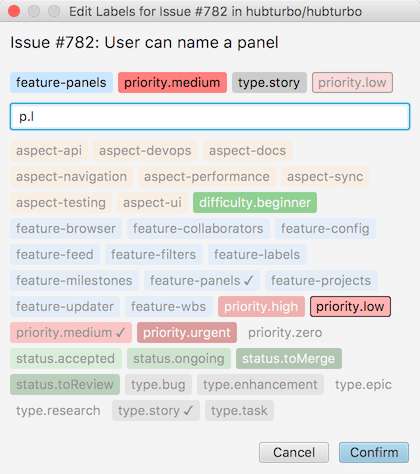 Edit Labels for Issue #782 in hubturbo/hubturbo
Issue #782: User can name a panel
feature-panels priority.medium type.story priority.low
p.l
aspect-api aspect-devops aspect-docs
aspect-navigation aspect-performance aspect-sync
aspect-testing aspect-ui difficulty.beginner
feature-browser feature-collaborators feature-config
feature-feed feature-filters feature-labels
feature-milestones feature-panels ✓ feature-projects
feature-updater feature-wbs priority.high priority.low
priority.medium ✓ priority.urgent priority.zero
status.accepted status.ongoing status.toMerge
status.toReview type.bug type.enhancement type.epic
type.research type.story ✓ type.task
Cancel Confirm